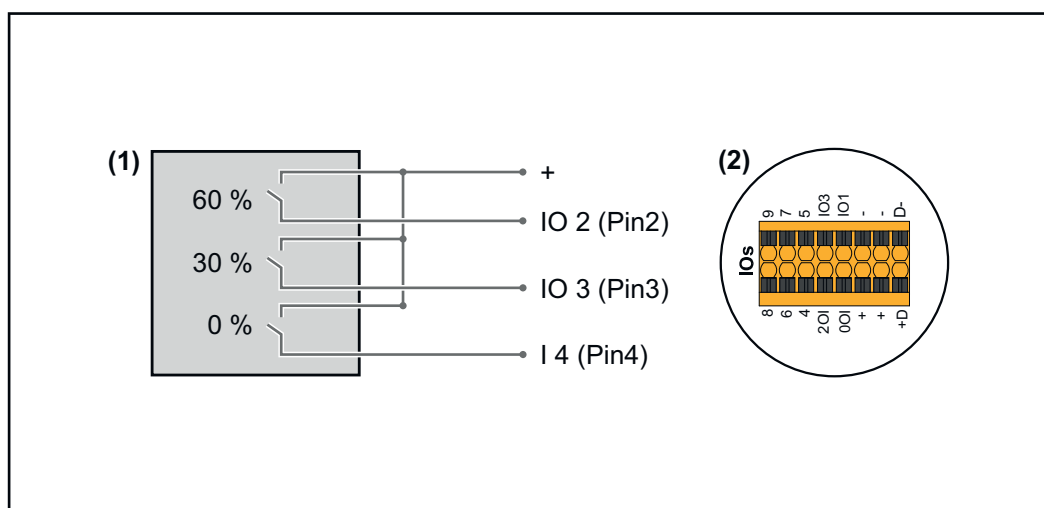 (1)
60 %
30 %
0 %
+
IO 2 (Pin2)
IO 3 (Pin3)
I 4 (Pin4)
(2)
9 7 5 IO3 IO1 - - D-
IOs
8 6 4 2OI 0OI + + +D